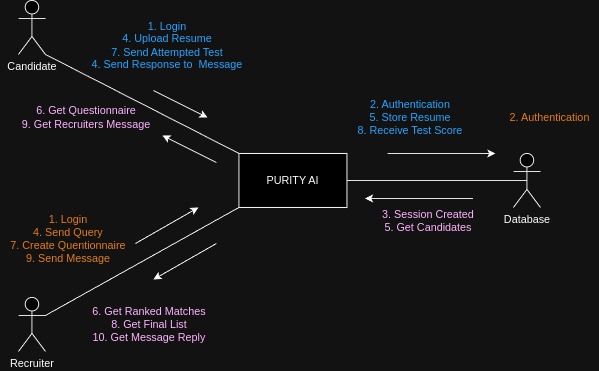 1. Login
4. Upload Resume
7. Send Attempted Test
4. Send Response to Message
Candidate
6. Get Questionnaire
9. Get Recruiters Message
2. Authentication
5. Store Resume
8. Receive Test Score
2. Authentication
PURITY AI
Database
3. Session Created
5. Get Candidates
1. Login
4. Send Query
7. Create Quentionnaire
9. Send Message
6. Get Ranked Matches
8. Get Final List
10. Get Message Reply
Recruiter